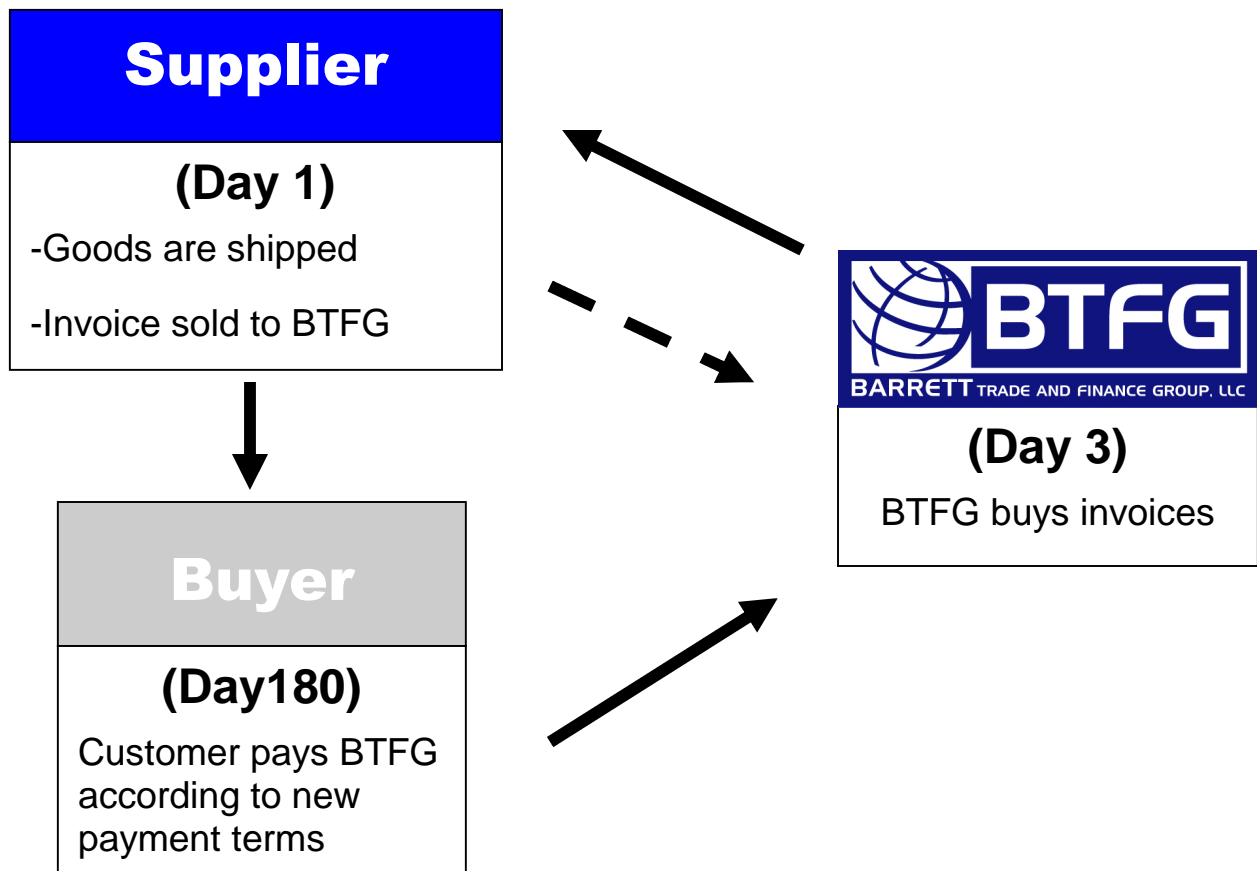 Supplier
(Day 1)
-Goods are shipped
-Invoice sold to BTFG
BTFG
BARRETT TRADE AND FINANCE GROUP, LLC
(Day 3)
BTFG buys invoices
Buyer
(Day180)
Customer pays BTFG
according to new
payment terms